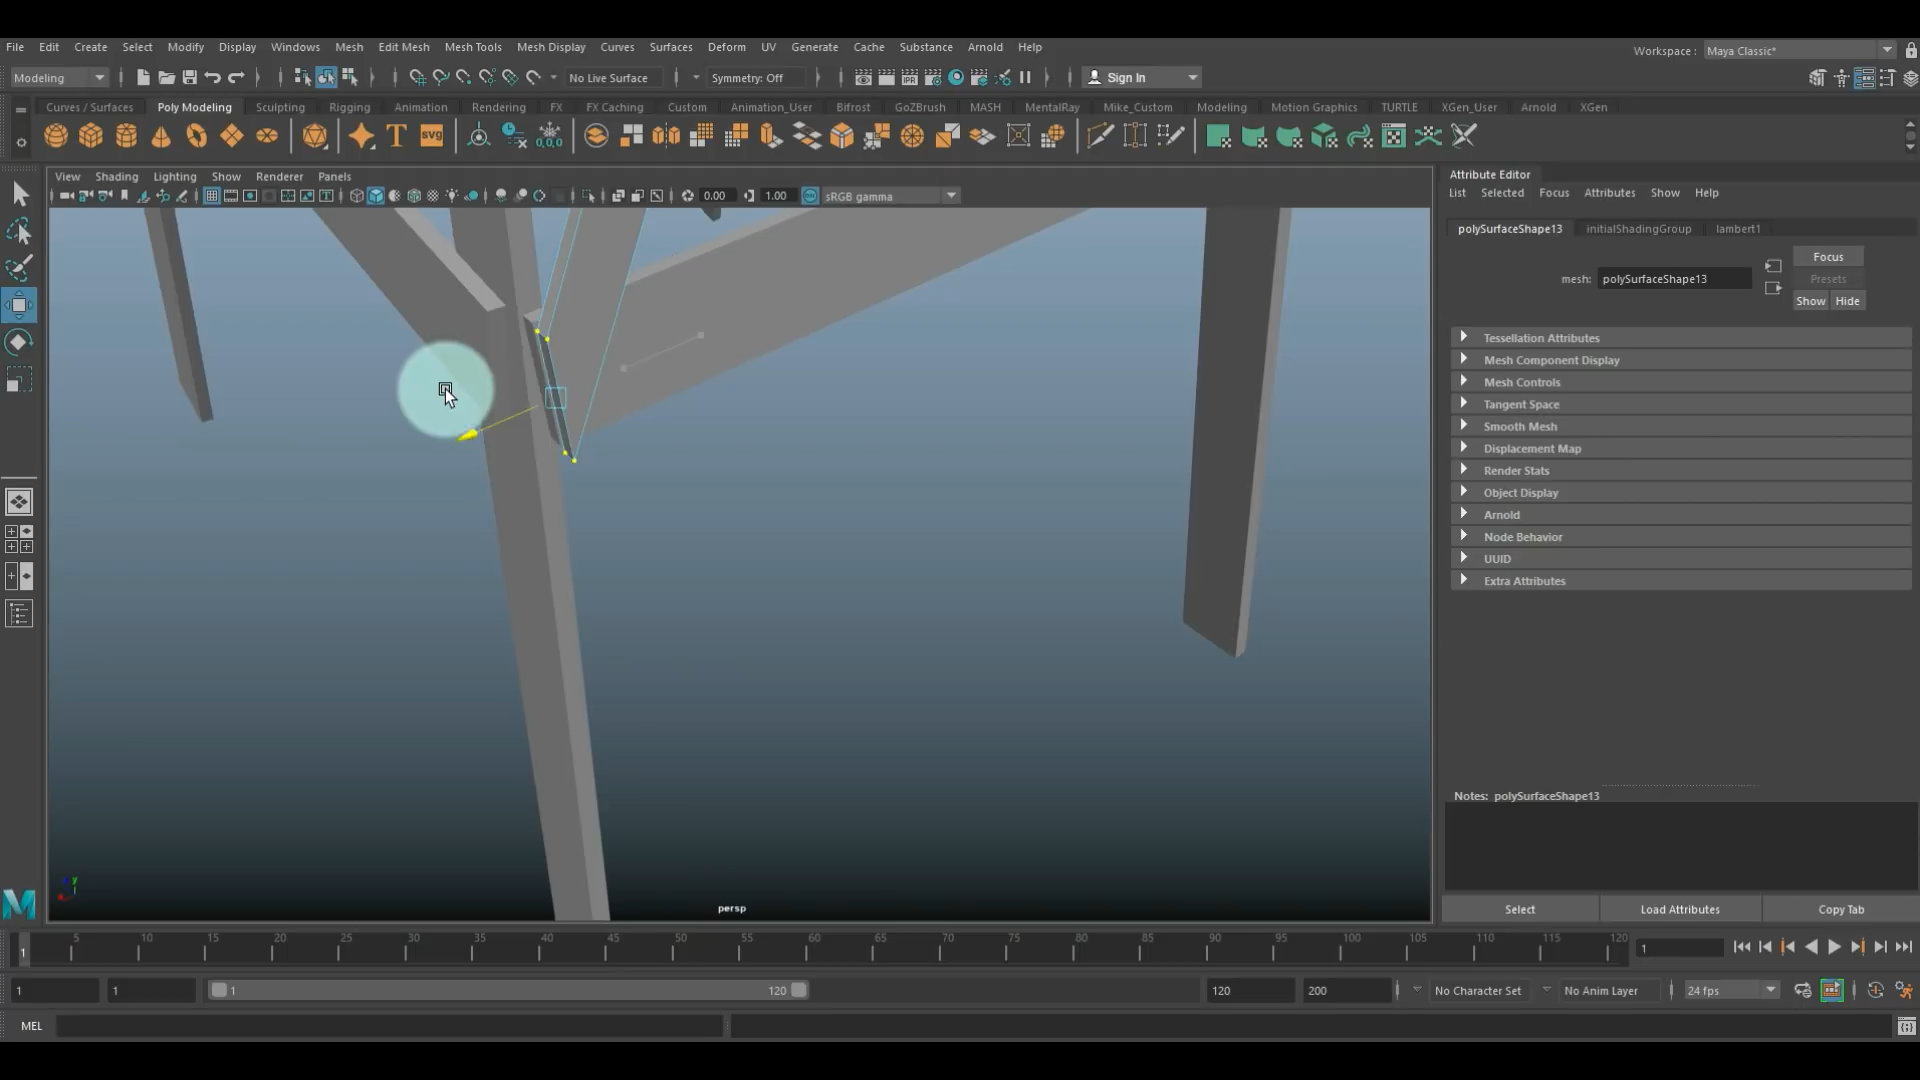 File Edit Create Select Modify Display Windows Mesh Edit Mesh Mesh Tools Mesh Display Curves Surfaces Deform UV Generate Cache Substance Arnold Help
Workspace : Maya Classic*
Modeling No Live Surface Symmetry: Off IPR Sign In
Curves / Surfaces Poly Modeling Sculpting Rigging Animation Rendering FX FX Caching Custom Animation_User Bifrost GoZBrush MASH MentalRay Mike_Custom Modeling Motion Graphics TURTLE XGen_User Arnold XGen
T svg 0,0,0
View Shading Lighting Show Renderer Panels
0.00 1.00 sRGB gamma
Attribute Editor
List Selected Focus Attributes Show Help
polySurfaceShape13 initialShadingGroup lambert1
Focus
mesh: polySurfaceShape13
Presets
Show Hide
Tessellation Attributes
Mesh Component Display
Mesh Controls
Tangent Space
Smooth Mesh
Displacement Map
Render Stats
Object Display
Arnold
Node Behavior
UUID
Extra Attributes
Notes: polySurfaceShape13
y
persp
Select Load Attributes Copy Tab
1 5 10 15 20 25 30 35 40 45 50 55 60 65 70 75 80 85 90 95 100 105 110 115 120 1
1 1 1 120 120 200 No Character Set No Anim Layer 24 fps
MEL